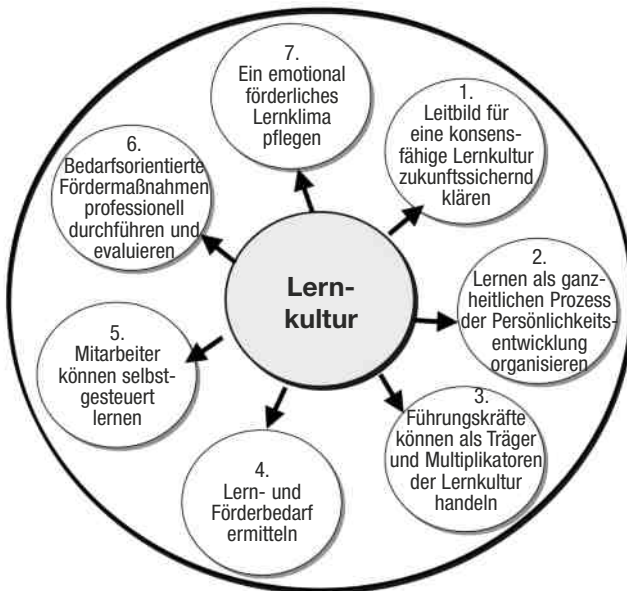 7.
Ein emotional
förderliches
Lernklima
pflegen
1.
Leitbild für
eine konsens-
fähige Lernkultur
zukunftssichernd
klären
2.
Lernen als ganz-
heitlichen Prozess
der Persönlichkeits-
entwicklung
organisieren
3.
Führungskräfte
können als Träger
und Multiplikatoren
der Lernkultur
handeln
4.
Lern- und
Förderbedarf
ermitteln
5.
Mitarbeiter
können selbst-
gesteuert
lernen
6.
Bedarfsorientierte
Fördermaßnahmen
professionell
durchführen und
evaluieren
Lern-
kultur